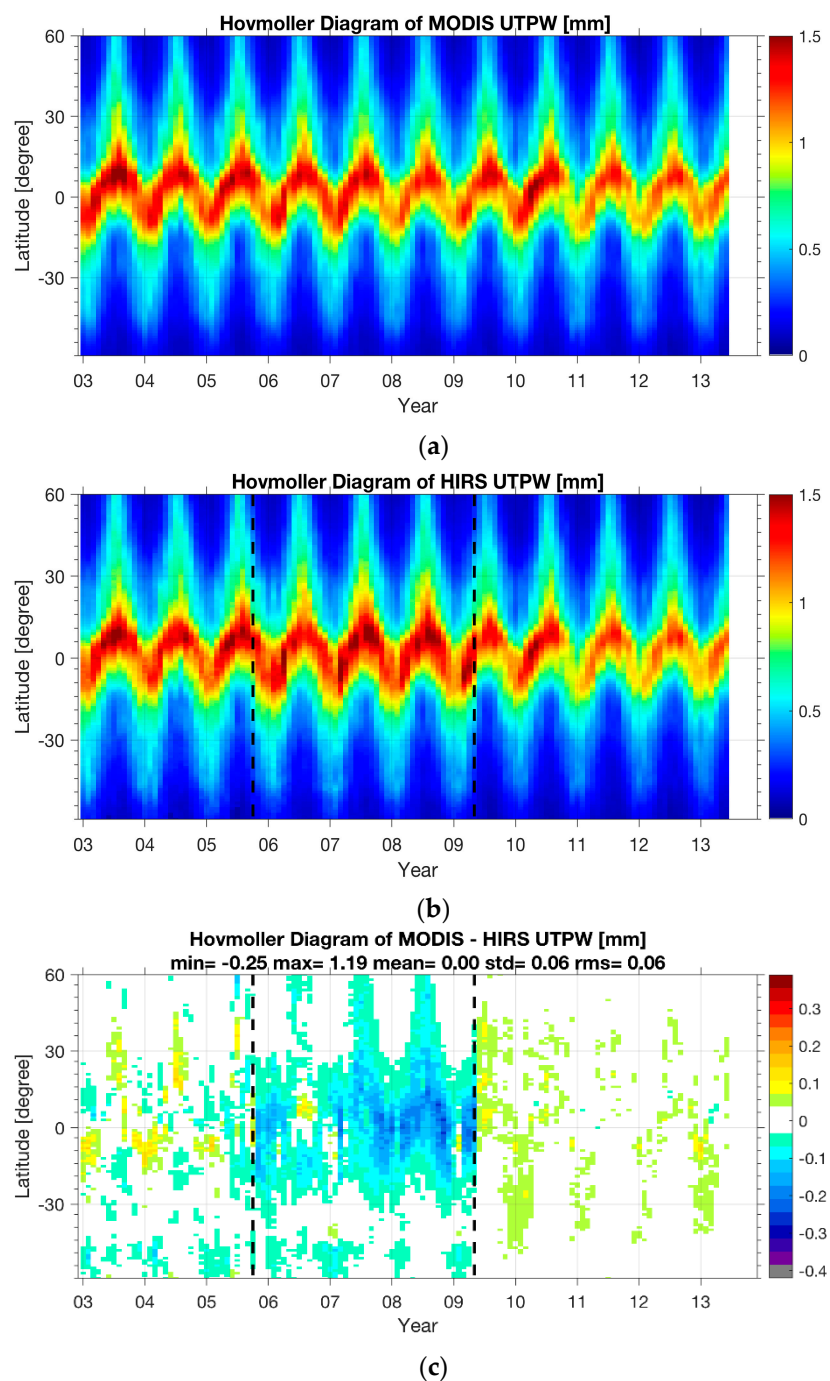 Hovmoller Diagram of MODIS UTPW [mm]
60
30
0
-30
Latitude [degree]
03 04 05 06 07 08 09 10 11 12 13
Year
1.5
1
0.5
0
(a)
Hovmoller Diagram of HIRS UTPW [mm]
60
30
0
-30
Latitude [degree]
03 04 05 06 07 08 09 10 11 12 13
Year
1.5
1
0.5
0
(b)
Hovmoller Diagram of MODIS - HIRS UTPW [mm]
min= -0.25 max= 1.19 mean= 0.00 std= 0.06 rms= 0.06
60
30
0
-30
Latitude [degree]
03 04 05 06 07 08 09 10 11 12 13
Year
0.3
0.2
0.1
0
-0.1
-0.2
-0.3
-0.4
(c)